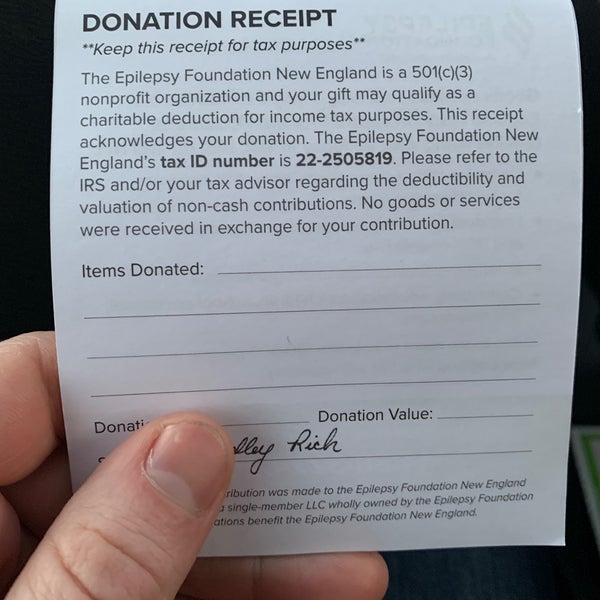 DONATION RECEIPT
**Keep this receipt for tax purposes**
The Epilepsy Foundation New England is a 501(c)(3)
nonprofit organization and your gift may qualify as a
charitable deduction for income tax purposes. This receipt
acknowledges your donation. The Epilepsy Foundation New
England's tax ID number is 22-2505819. Please refer to the
IRS and/or your tax advisor regarding the deductibility and
valuation of non-cash contributions. No goods or services
were received in exchange for your contribution.
Items Donated:
Donation Value:
Rich
was made to the Epilepsy Foundation New England
single-member LLC wholly owned by the Epilepsy Foundation
benefit the Epilepsy Foundation New England.